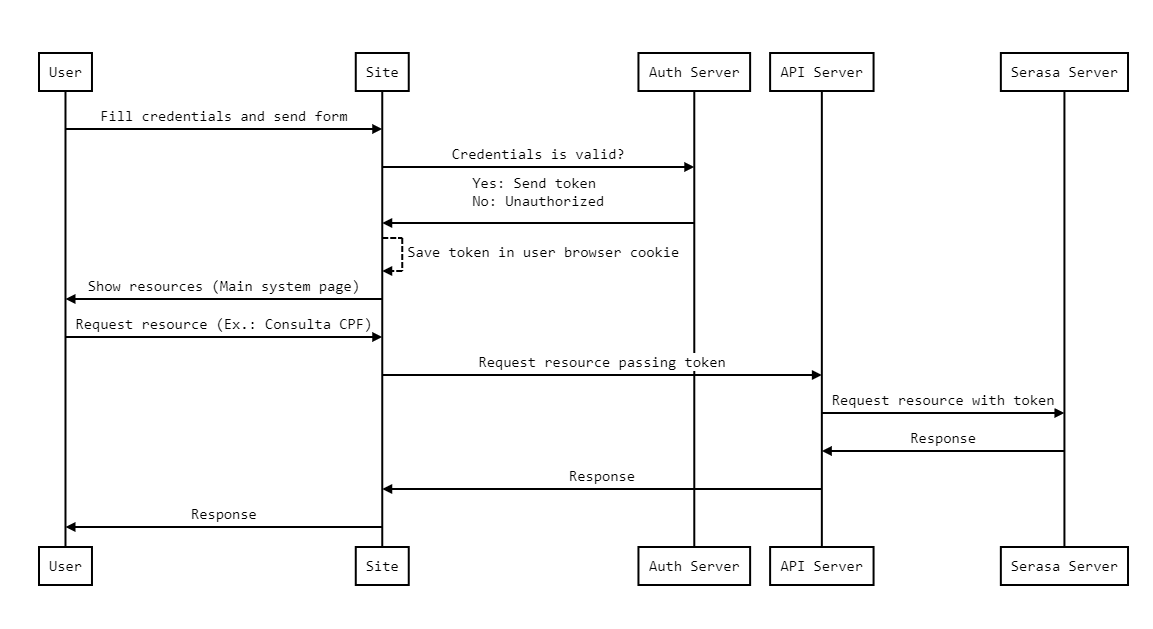 User
Site
Auth Server
API Server
Serasa Server
Fill credentials and send form
Credentials is valid?
Yes: Send token
No: Unauthorized
Save token in user browser cookie
Show resources (Main system page)
Request resource (Ex.: Consulta CPF)
Request resource passing token
Request resource with token
Response
Response
Response
User
Site
Auth Server
API Server
Serasa Server